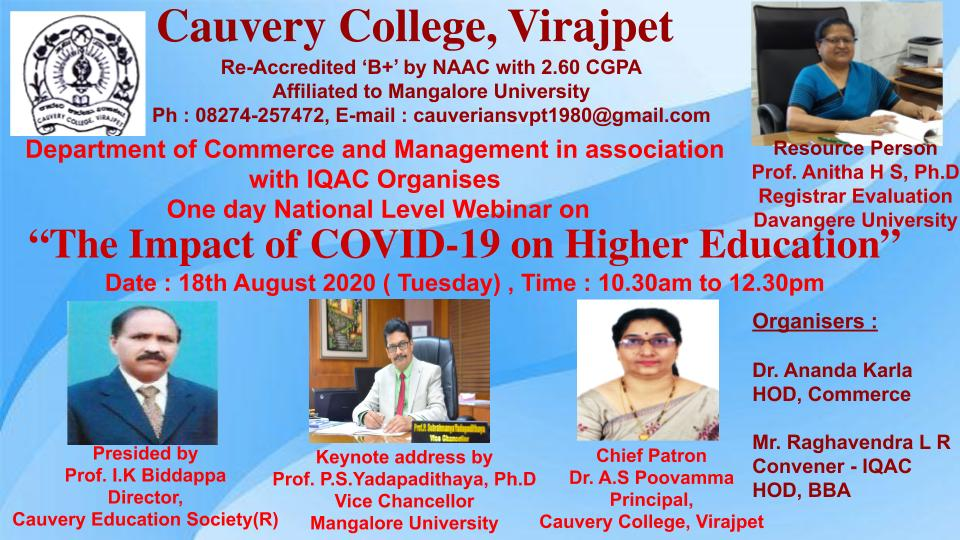 Cauvery College, Virajpet
Re-Accredited ‘B+’ by NAAC with 2.60 CGPA
Affiliated to Mangalore University
Ph : 08274-257472, E-mail : cauveriansvpt1980@gmail.com
CAUVERY COLLEGE, VIRAJPET
Department of Commerce and Management in association
with IQAC Organises
One day National Level Webinar on
“The Impact of COVID-19 on Higher Education”
Date : 18th August 2020 ( Tuesday) , Time : 10.30am to 12.30pm
Resource Person
Prof. Anitha H S, Ph.D
Registrar Evaluation
Davangere University
Presided by
Prof. I.K Biddappa
Director,
Cauvery Education Society(R)
Prof.P. SubrahmanyaYadapadithaya
Vice Chancellor
Keynote address by
Prof. P.S.Yadapadithaya, Ph.D
Vice Chancellor
Mangalore University
Chief Patron
Dr. A.S Poovamma
Principal,
Cauvery College, Virajpet
Organisers :
Dr. Ananda Karla
HOD, Commerce
Mr. Raghavendra L R
Convener - IQAC
HOD, BBA